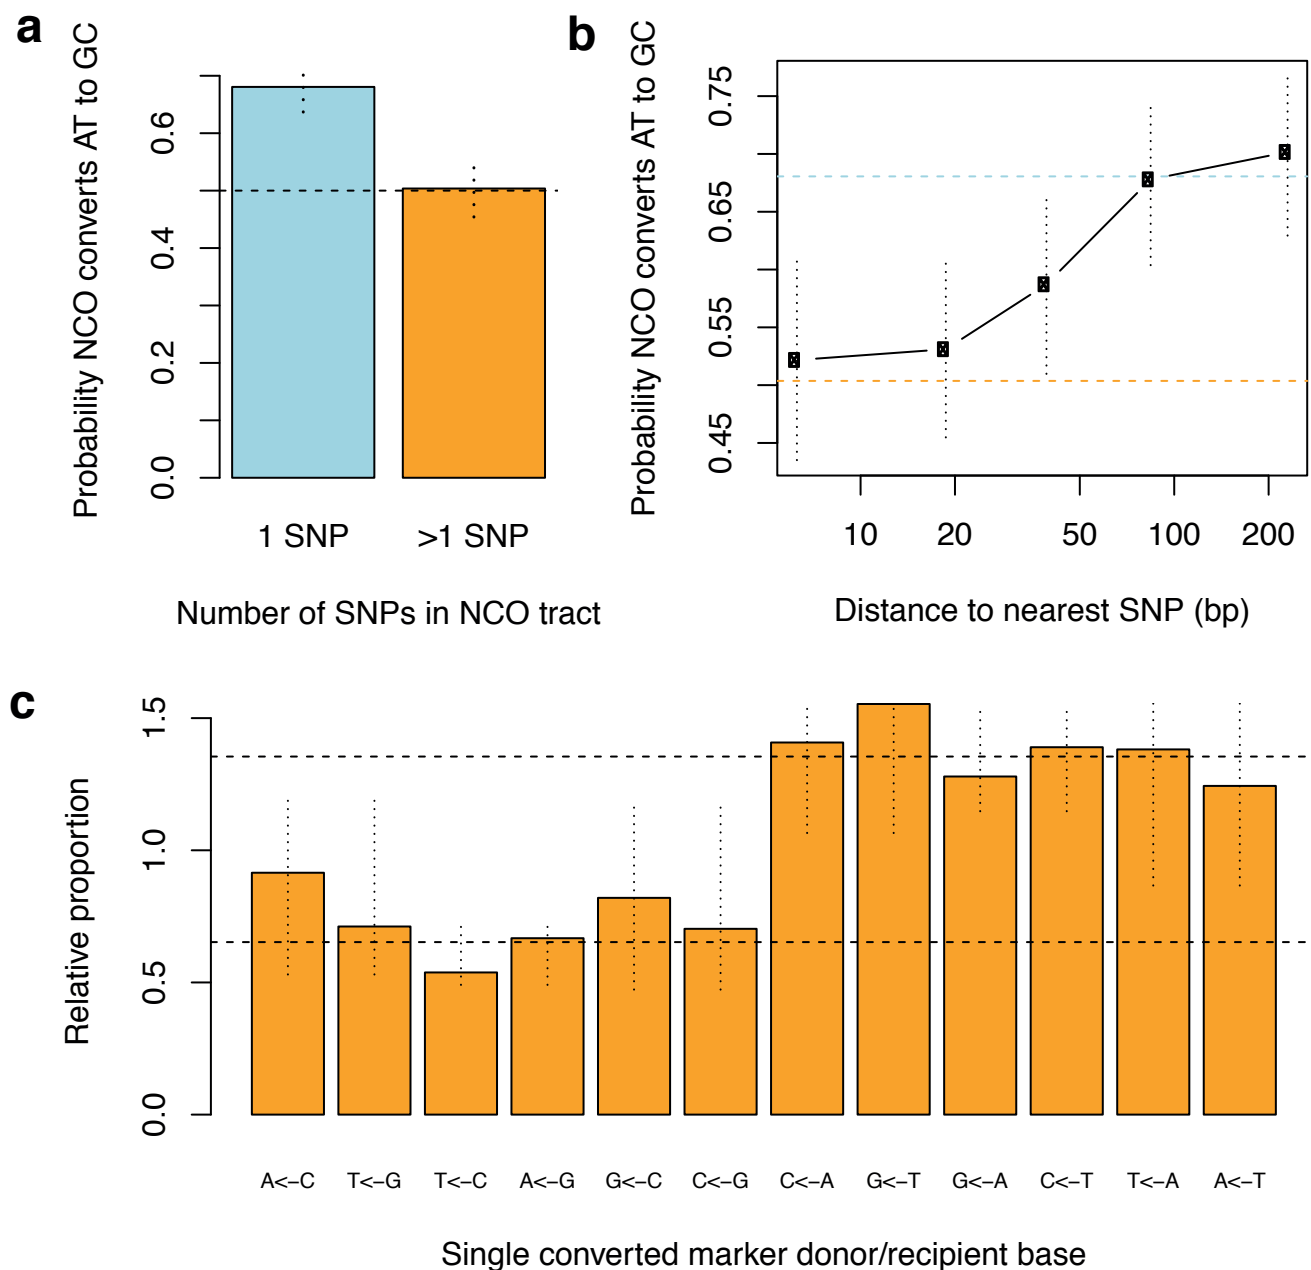 a
Probability NCO converts AT to GC
0.0
0.2
0.4
0.6
1 SNP
>1 SNP
Number of SNPs in NCO tract
b
Probability NCO converts AT to GC
0.45
0.55
0.65
0.75
10
20
50
100
200
Distance to nearest SNP (bp)
c
Relative proportion
0.0
0.5
1.0
1.5
A<−C
T<−G
T<−C
A<−G
G<−C
C<−G
C<−A
G<−T
G<−A
C<−T
T<−A
A<−T
Single converted marker donor/recipient base